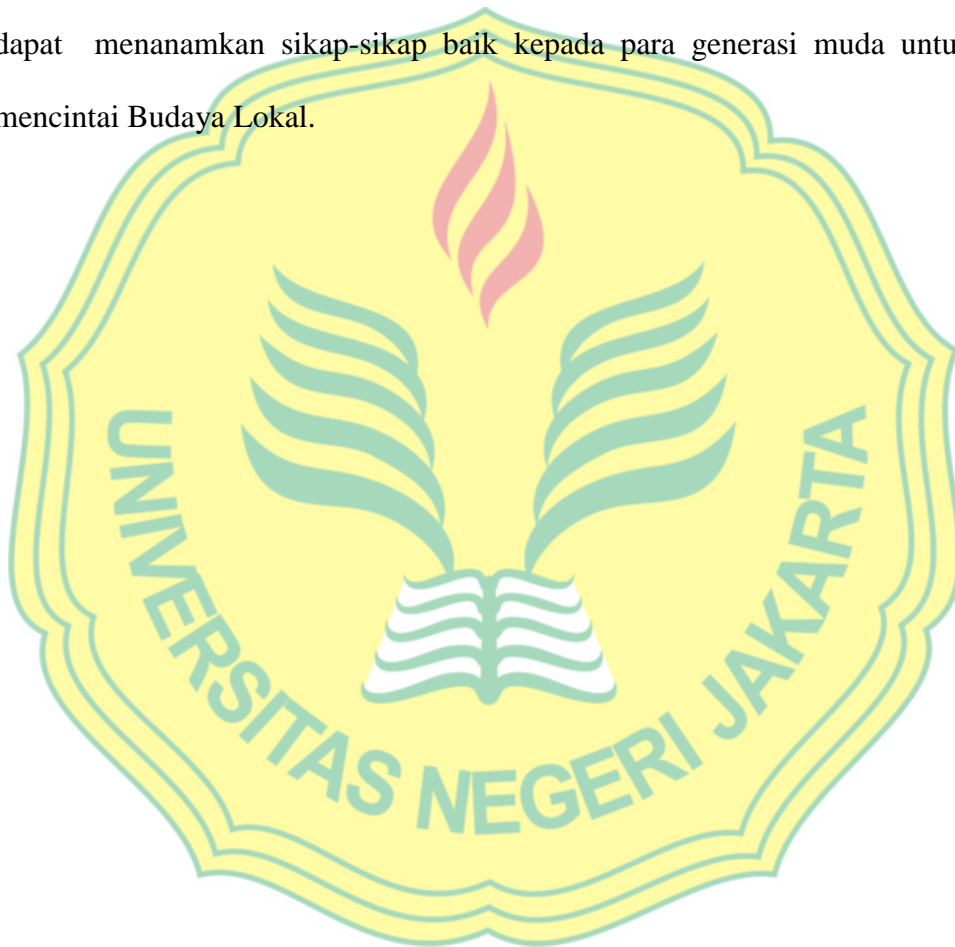 dapat menanamkan sikap-sikap baik kepada para generasi muda untu
mencintai Budaya Lokal.
UNIVERSITAS NEGERI JAKARTA